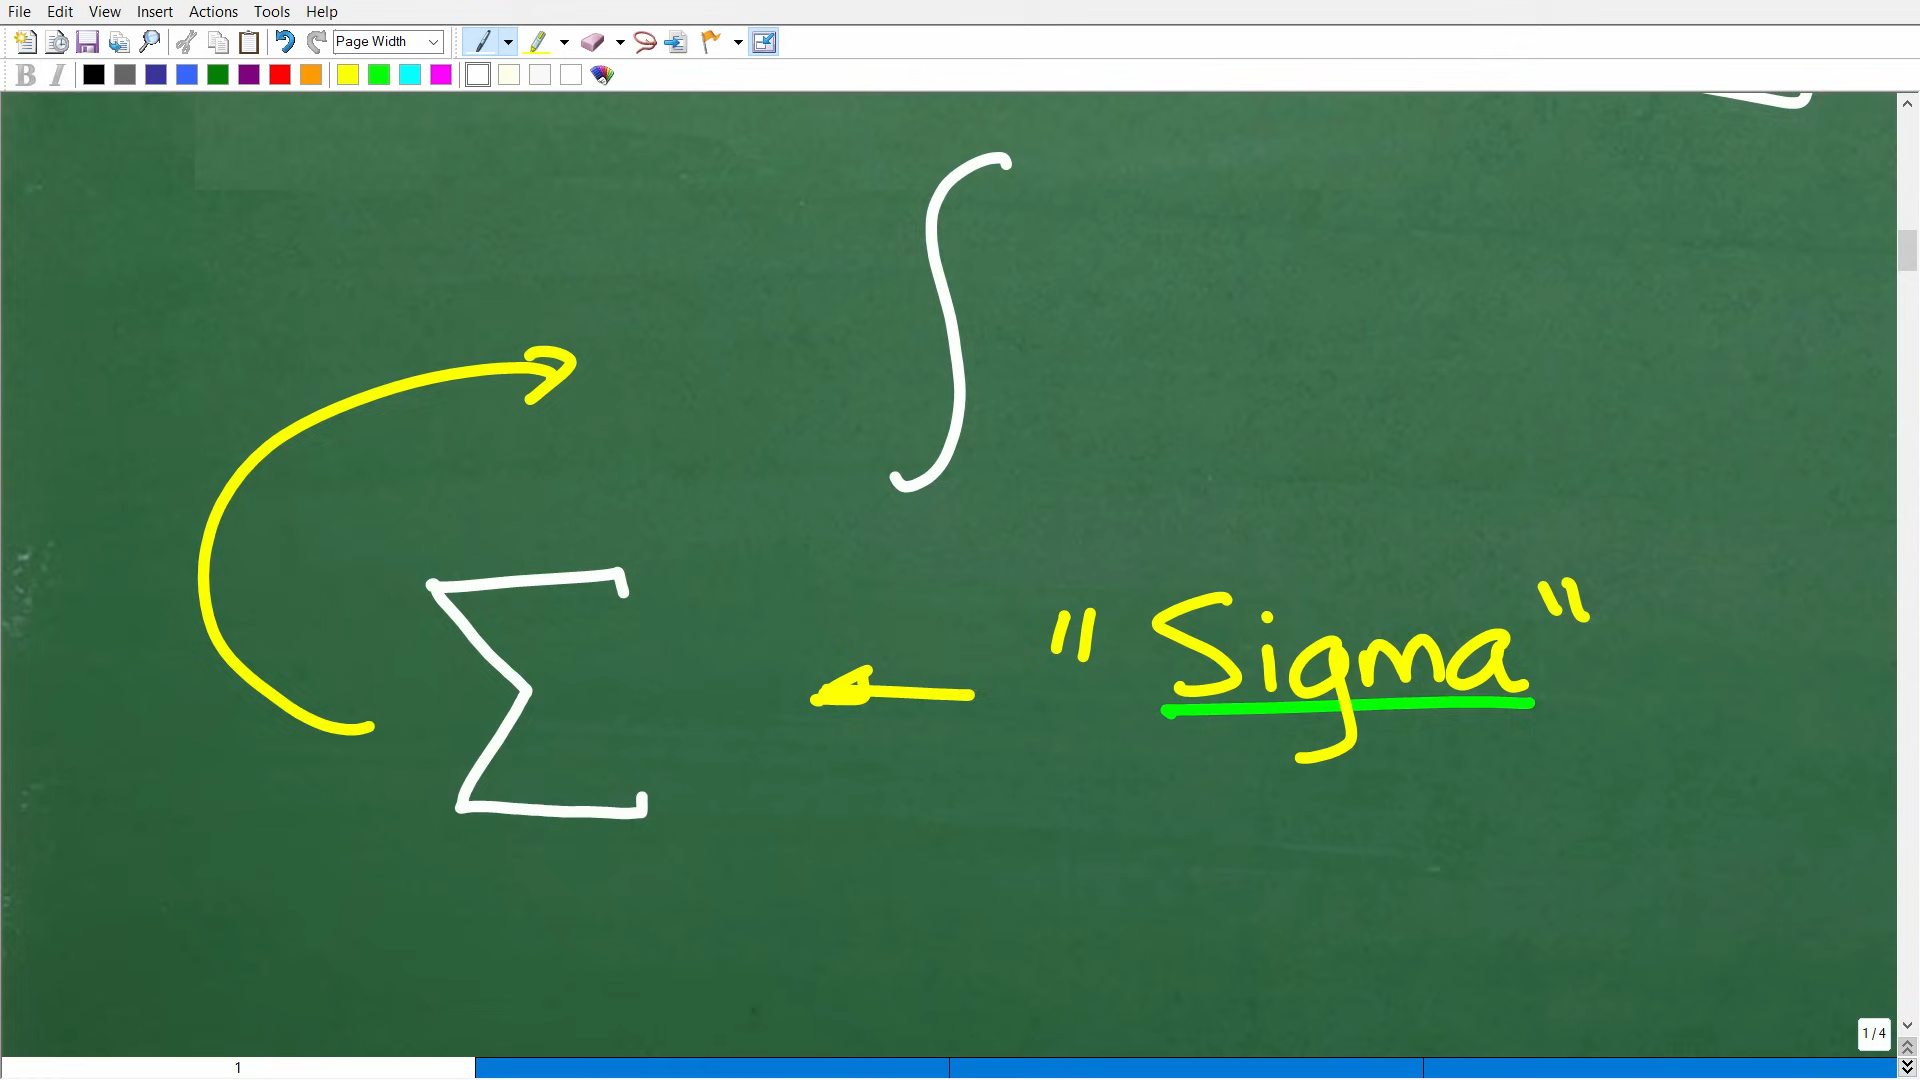 File Edit View Insert Actions Tools Help
Page Width
B I
∫
Σ "Sigma"
1 / 4
1